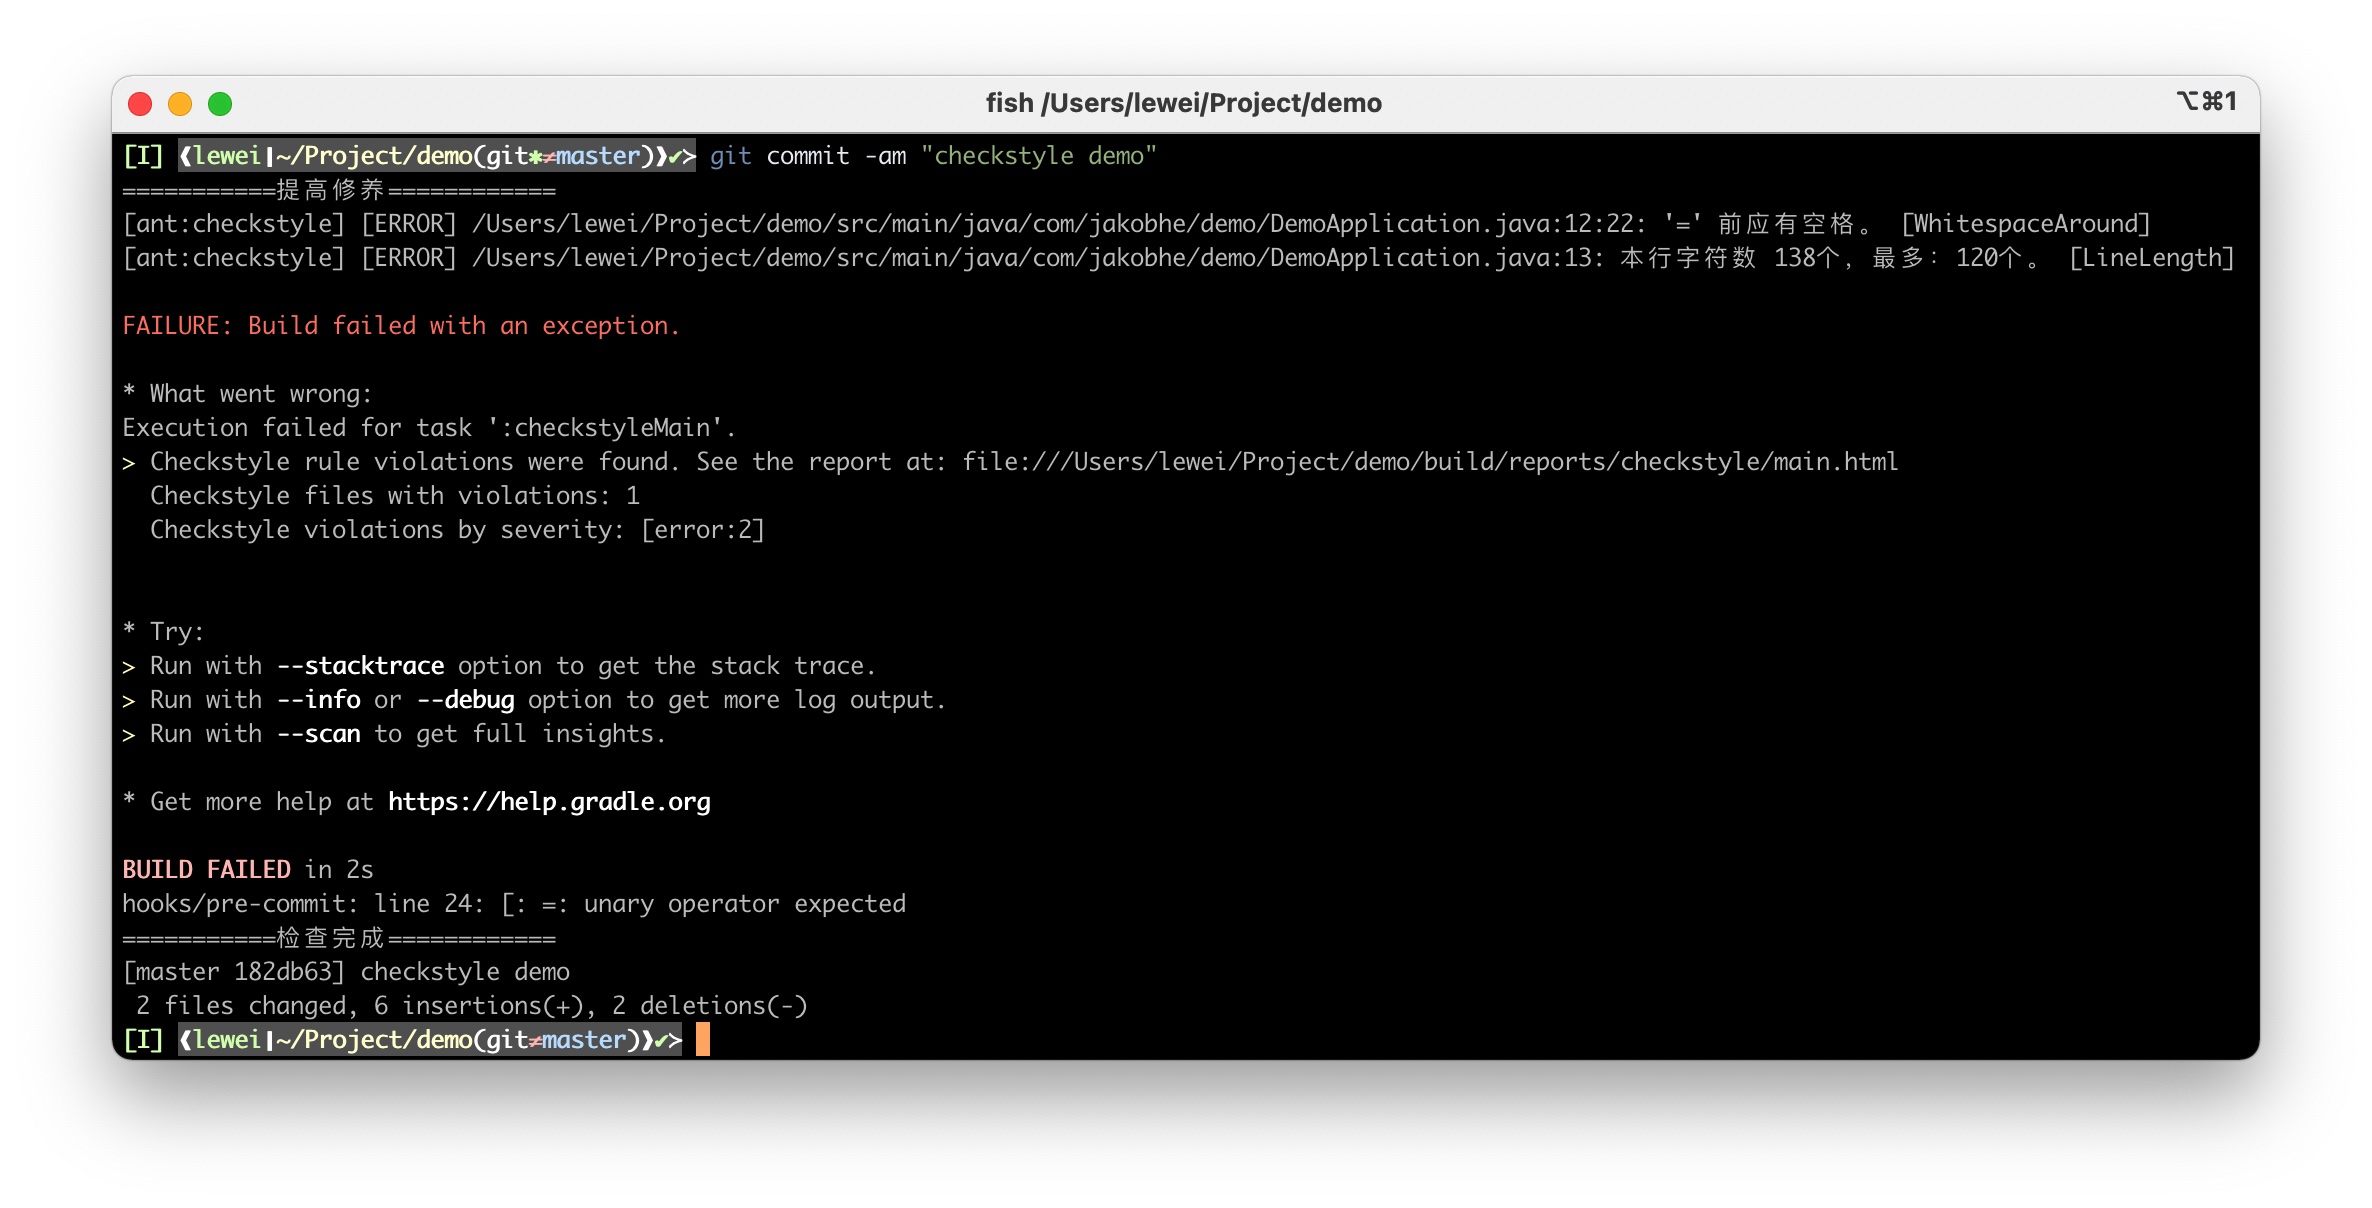 fish /Users/lewei/Project/demo
⌥⌘1
[I] ❰lewei❙~/Project/demo(git✱≠master)❱✔≻ git commit -am "checkstyle demo"
===========提高修养============
[ant:checkstyle] [ERROR] /Users/lewei/Project/demo/src/main/java/com/jakobhe/demo/DemoApplication.java:12:22: '=' 前应有空格。 [WhitespaceAround]
[ant:checkstyle] [ERROR] /Users/lewei/Project/demo/src/main/java/com/jakobhe/demo/DemoApplication.java:13: 本行字符数 138个，最多：120个。 [LineLength]
FAILURE: Build failed with an exception.
* What went wrong:
Execution failed for task ':checkstyleMain'.
> Checkstyle rule violations were found. See the report at: file:///Users/lewei/Project/demo/build/reports/checkstyle/main.html
  Checkstyle files with violations: 1
  Checkstyle violations by severity: [error:2]
* Try:
> Run with --stacktrace option to get the stack trace.
> Run with --info or --debug option to get more log output.
> Run with --scan to get full insights.
* Get more help at https://help.gradle.org
BUILD FAILED in 2s
hooks/pre-commit: line 24: [: =: unary operator expected
===========检查完成============
[master 182db63] checkstyle demo
 2 files changed, 6 insertions(+), 2 deletions(-)
[I] ❰lewei❙~/Project/demo(git≠master)❱✔≻